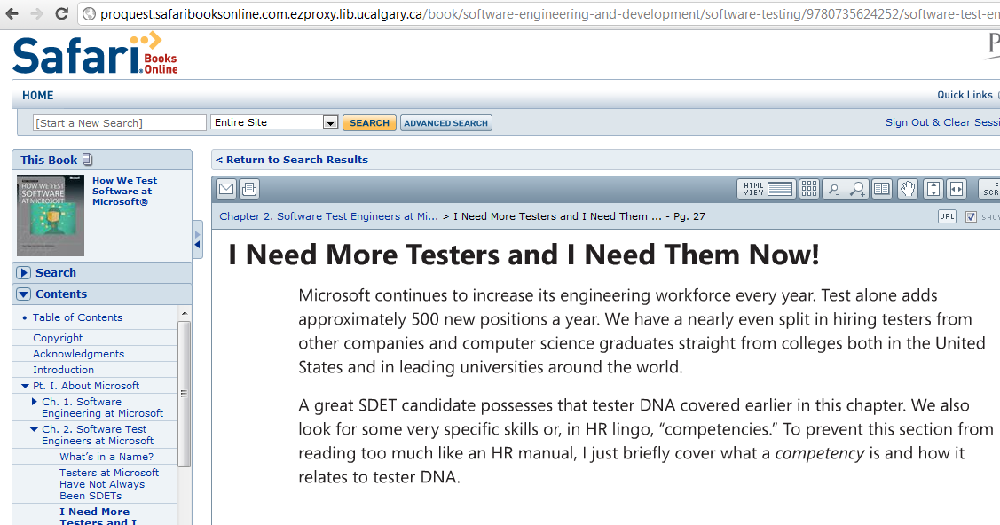 proquest.safaribooksonline.com.ezproxy.lib.ucalgary.ca/book/software-engineering-and-development/software-testing/9780735624252/software-test-en
Safari
Books
Online
HOME
Quick Links
[Start a New Search]
Entire Site
SEARCH
ADVANCED SEARCH
Sign Out & Clear Sessi
This Book
HOW WE TEST
SOFTWARE
AT MICROSOFT
How We Test
Software at
Microsoft®
Search
Contents
• Table of Contents
Copyright
Acknowledgments
Introduction
Pt. I. About Microsoft
Ch. 1. Software
Engineering at Microsoft
Ch. 2. Software Test
Engineers at Microsoft
What's in a Name?
Testers at Microsoft
Have Not Always
Been SDETs
I Need More
Testers and I
< Return to Search Results
HTML
VIEW
F
SCR
Chapter 2. Software Test Engineers at Mi... > I Need More Testers and I Need Them ... - Pg. 27
URL
SHO
I Need More Testers and I Need Them Now!
Microsoft continues to increase its engineering workforce every year. Test alone adds
approximately 500 new positions a year. We have a nearly even split in hiring testers from
other companies and computer science graduates straight from colleges both in the United
States and in leading universities around the world.
A great SDET candidate possesses that tester DNA covered earlier in this chapter. We also
look for some very specific skills or, in HR lingo, “competencies.” To prevent this section from
reading too much like an HR manual, I just briefly cover what a competency is and how it
relates to tester DNA.